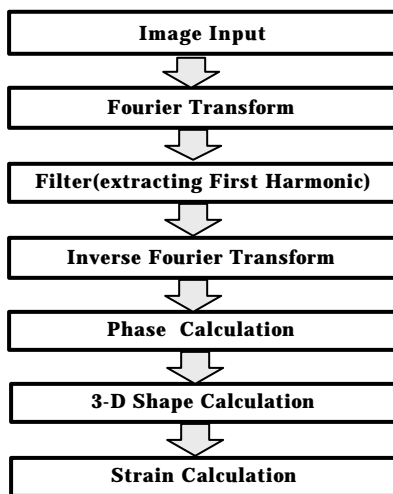 Image Input
Fourier Transform
Filter(extracting First Harmonic)
Inverse Fourier Transform
Phase Calculation
3-D Shape Calculation
Strain Calculation